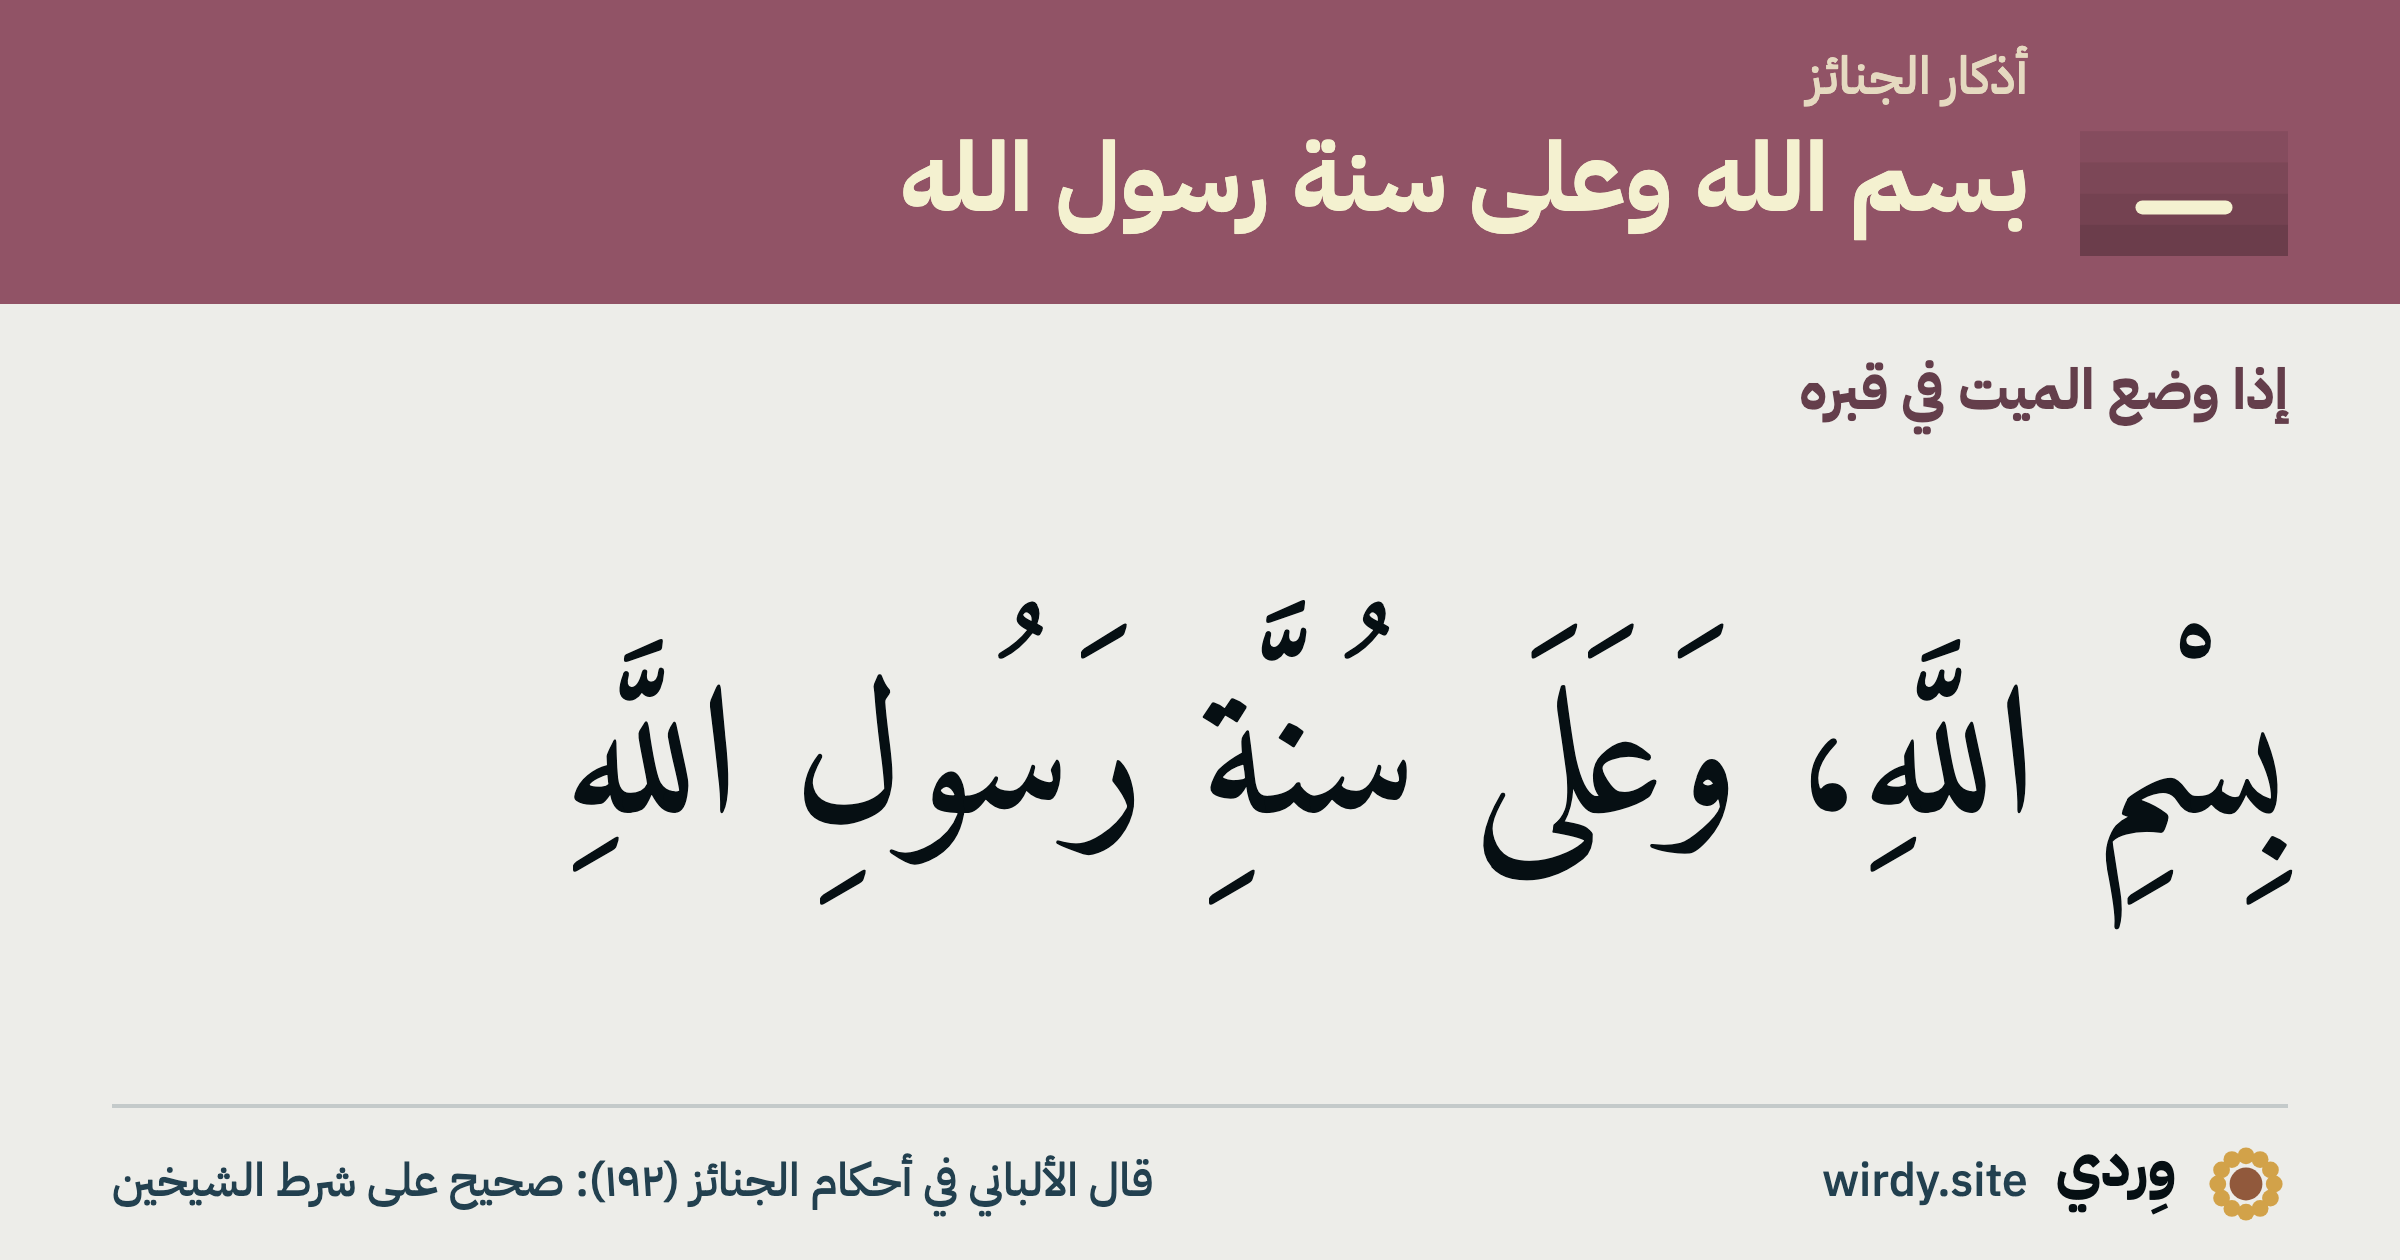 أذكار الجنائز
بسم الله وعلى سنة رسول الله
إذا وضع الميت في قبره
بِسْمِ اللَّهِ، وَعَلَى سُنَّةِ رَسُولِ اللَّهِ
وِردي wirdy.site
قال الألباني في أحكام الجنائز (١٩٢): صحيح على شرط الشيخين